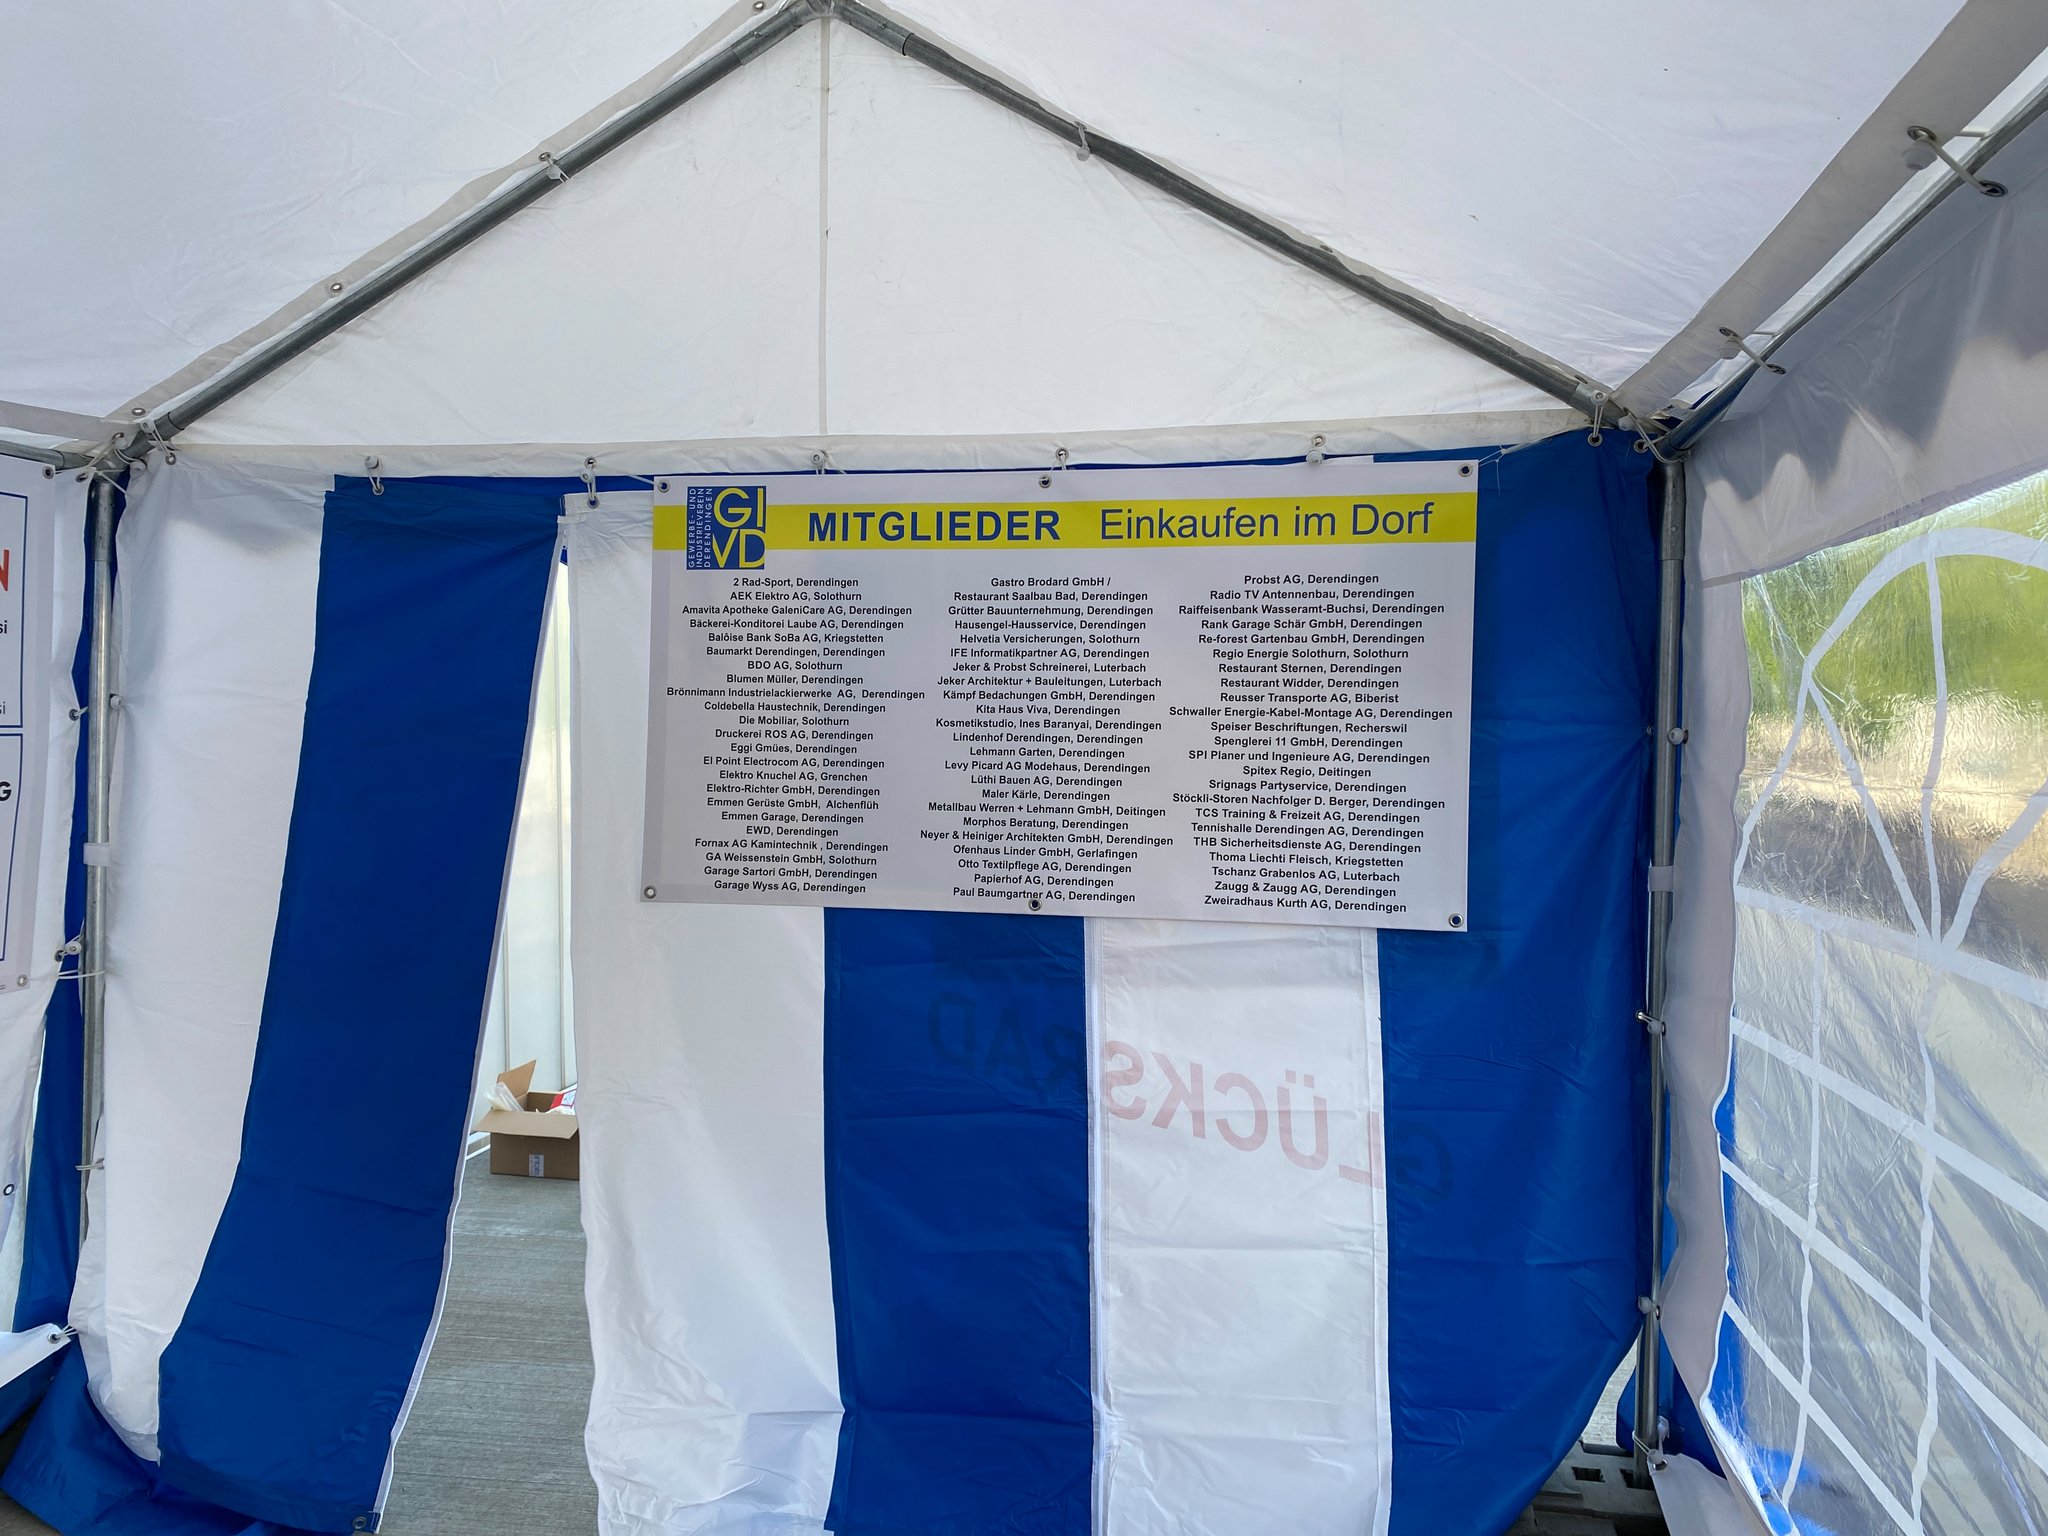 GEWERBE- UND
INDUSTRIEVEREIN
DERENDINGEN
GI
VD
MITGLIEDER Einkaufen im Dorf
2 Rad-Sport, Derendingen
AEK Elektro AG, Solothurn
Amavita Apotheke GaleniCare AG, Derendingen
Bäckerei-Konditorei Laube AG, Derendingen
Balôise Bank SoBa AG, Kriegstetten
Baumarkt Derendingen, Derendingen
BDO AG, Solothurn
Blumen Müller, Derendingen
Brönnimann Industrielackierwerke AG, Derendingen
Coldebella Haustechnik, Derendingen
Die Mobiliar, Solothurn
Druckerei ROS AG, Derendingen
Eggi Gmües, Derendingen
El Point Electrocom AG, Derendingen
Elektro Knuchel AG, Grenchen
Elektro-Richter GmbH, Derendingen
Emmen Gerüste GmbH, Alchenflüh
Emmen Garage, Derendingen
EWD, Derendingen
Fornax AG Kamintechnik , Derendingen
GA Weissenstein GmbH, Solothurn
Garage Sartori GmbH, Derendingen
Garage Wyss AG, Derendingen
Gastro Brodard GmbH /
Restaurant Saalbau Bad, Derendingen
Grütter Bauunternehmung, Derendingen
Hausengel-Hausservice, Derendingen
Helvetia Versicherungen, Solothurn
IFE Informatikpartner AG, Derendingen
Jeker & Probst Schreinerei, Luterbach
Jeker Architektur + Bauleitungen, Luterbach
Kämpf Bedachungen GmbH, Derendingen
Kita Haus Viva, Derendingen
Kosmetikstudio, Ines Baranyai, Derendingen
Lindenhof Derendingen, Derendingen
Lehmann Garten, Derendingen
Levy Picard AG Modehaus, Derendingen
Lüthi Bauen AG, Derendingen
Maler Kärle, Derendingen
Metallbau Werren + Lehmann GmbH, Deitingen
Morphos Beratung, Derendingen
Neyer & Heiniger Architekten GmbH, Derendingen
Ofenhaus Linder GmbH, Gerlafingen
Otto Textilpflege AG, Derendingen
Papierhof AG, Derendingen
Paul Baumgartner AG, Derendingen
Probst AG, Derendingen
Radio TV Antennenbau, Derendingen
Raiffeisenbank Wasseramt-Buchsi, Derendingen
Rank Garage Schär GmbH, Derendingen
Re-forest Gartenbau GmbH, Derendingen
Regio Energie Solothurn, Solothurn
Restaurant Sternen, Derendingen
Restaurant Widder, Derendingen
Reusser Transporte AG, Biberist
Schwaller Energie-Kabel-Montage AG, Derendingen
Speiser Beschriftungen, Recherswil
Spenglerei 11 GmbH, Derendingen
SPI Planer und Ingenieure AG, Derendingen
Spitex Regio, Deitingen
Srignags Partyservice, Derendingen
Stöckli-Storen Nachfolger D. Berger, Derendingen
TCS Training & Freizeit AG, Derendingen
Tennishalle Derendingen AG, Derendingen
THB Sicherheitsdienste AG, Derendingen
Thoma Liechti Fleisch, Kriegstetten
Tschanz Grabenlos AG, Luterbach
Zaugg & Zaugg AG, Derendingen
Zweiradhaus Kurth AG, Derendingen
GLÜCKSRAD